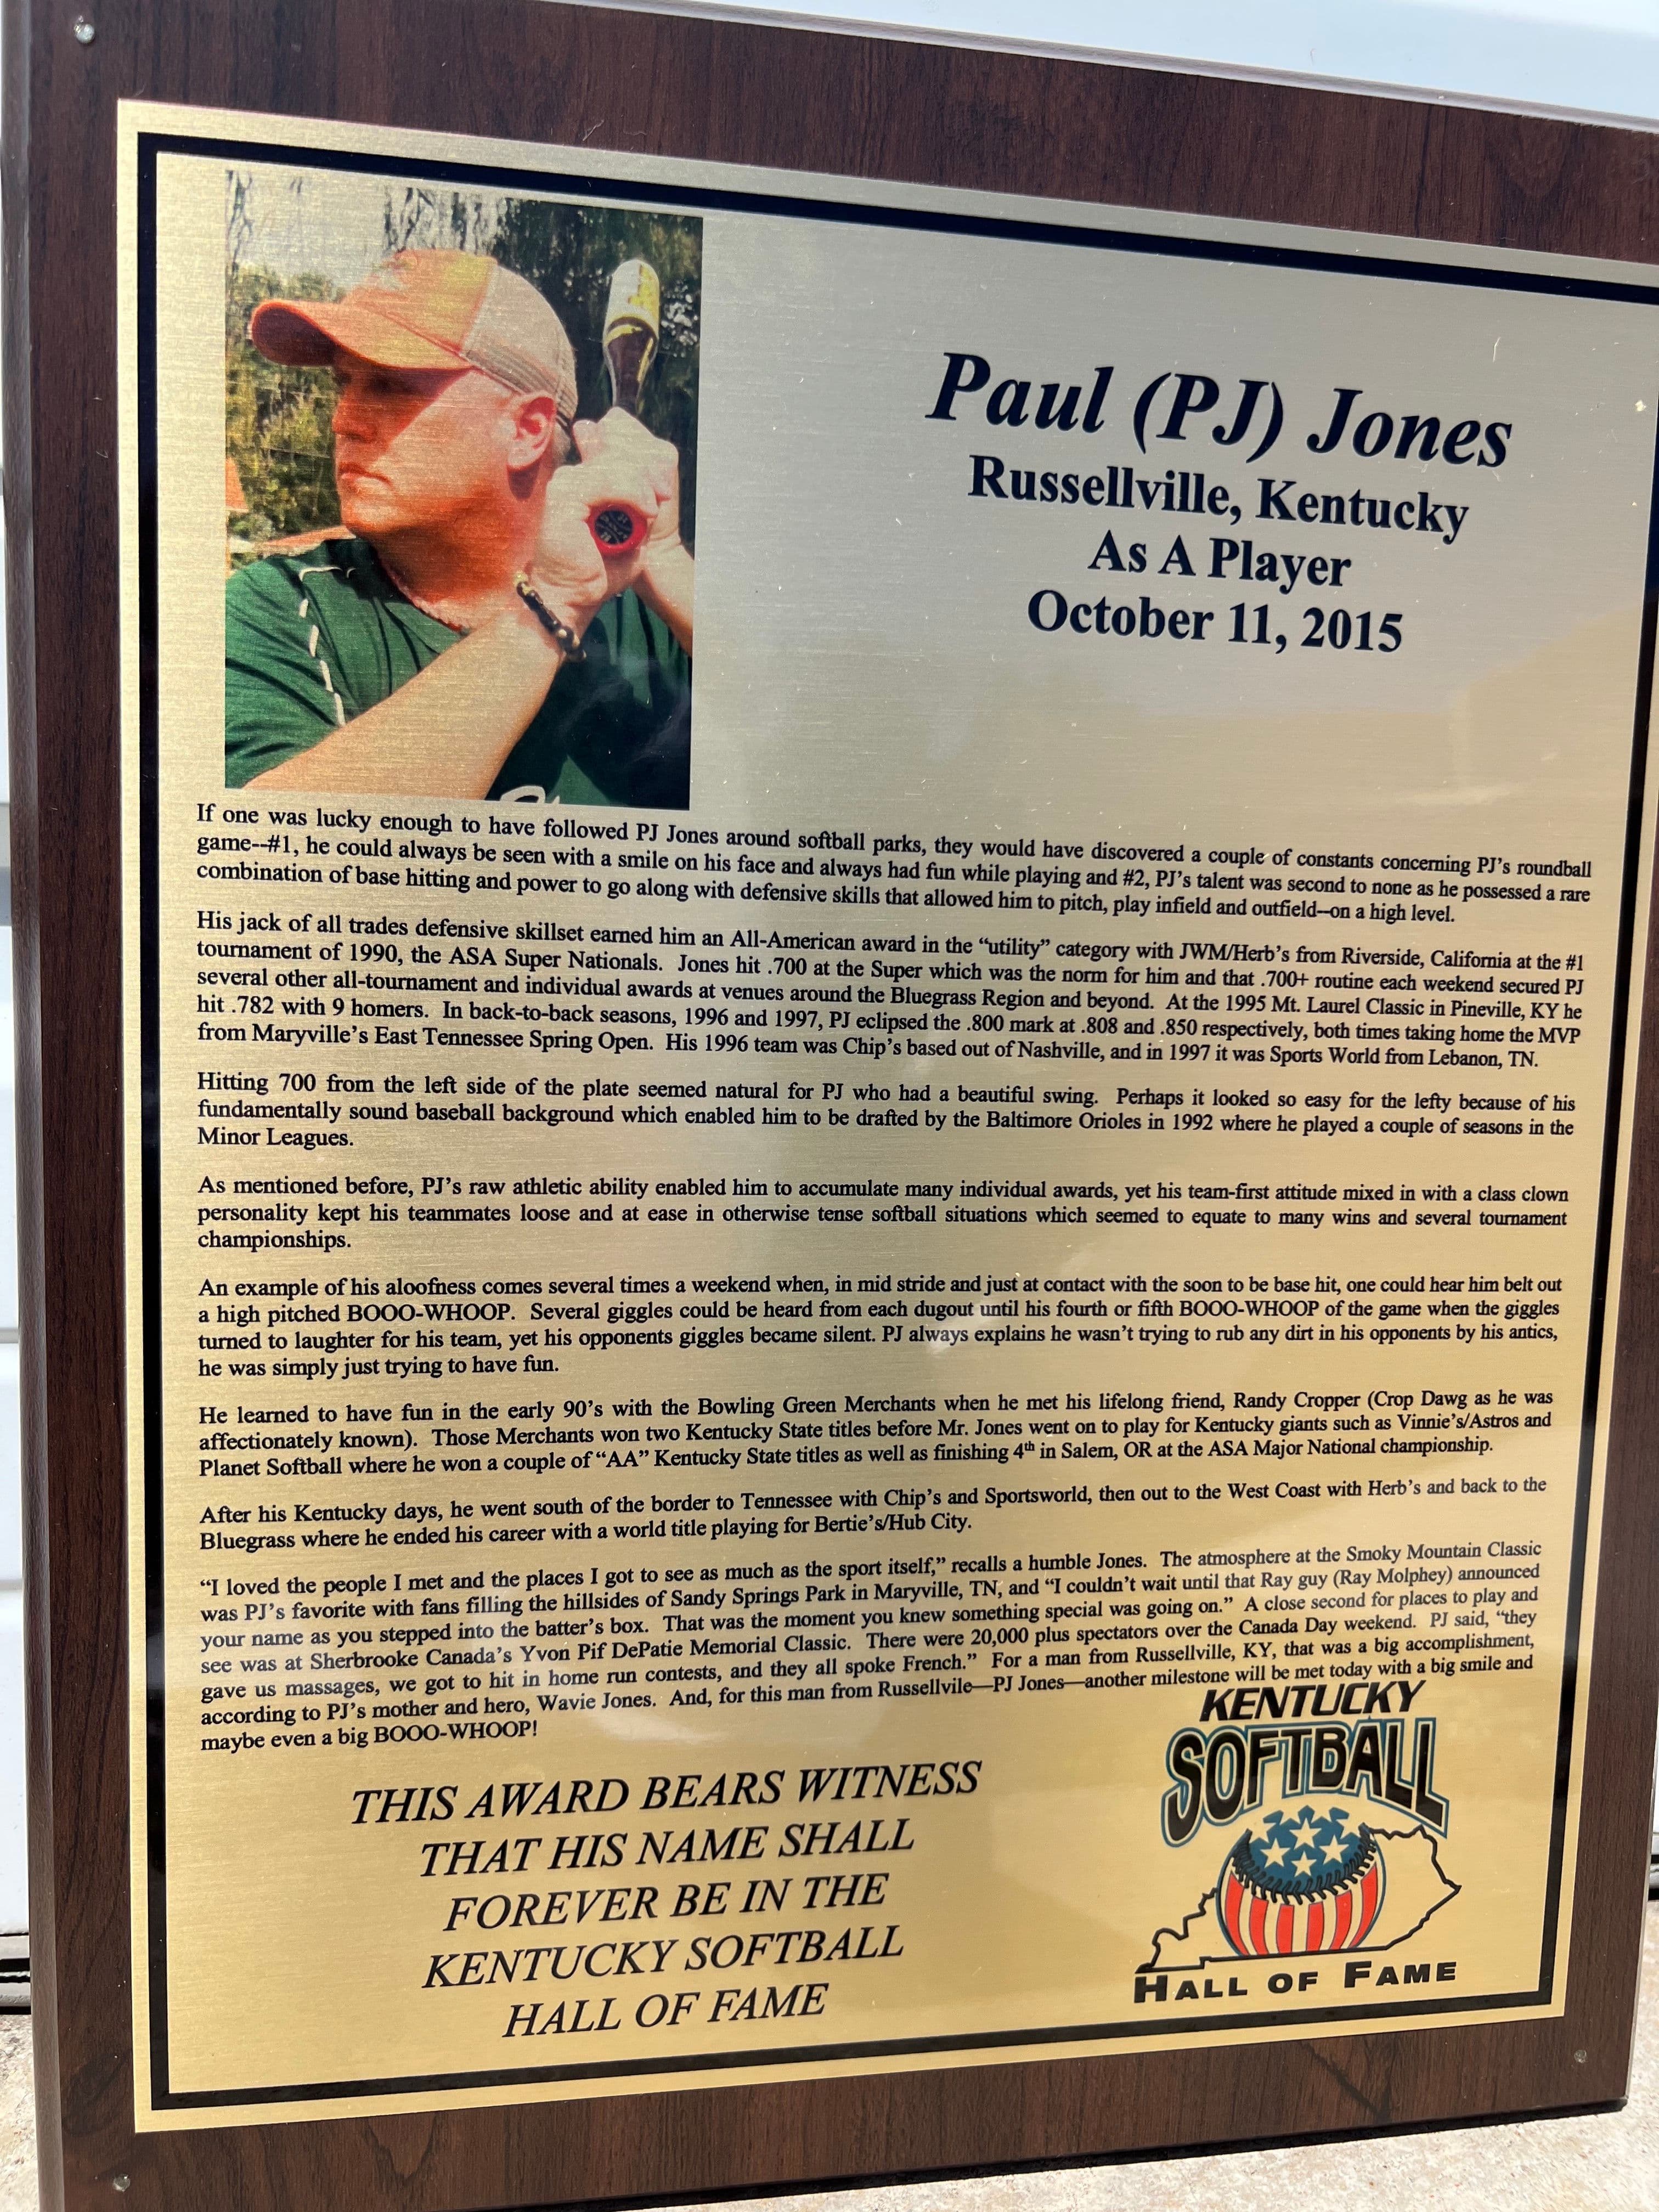 Paul (PJ) Jones
Russellville, Kentucky
As A Player
October 11, 2015
If one was lucky enough to have followed PJ Jones around softball parks, they would have discovered a couple of constants concerning PJ's roundball
game--#1, he could always be seen with a smile on his face and always had fun while playing and #2, PJ's talent was second to none as he possessed a rare
combination of base hitting and power to go along with defensive skills that allowed him to pitch, play infield and outfield--on a high level.
His jack of all trades defensive skillset earned him an All-American award in the "utility" category with JWM/Herb's from Riverside, California at the #1
tournament of 1990, the ASA Super Nationals. Jones hit .700 at the Super which was the norm for him and that .700+ routine each weekend secured PJ
several other all-tournament and individual awards at venues around the Bluegrass Region and beyond. At the 1995 Mt. Laurel Classic in Pineville, KY he
hit .782 with 9 homers. In back-to-back seasons, 1996 and 1997, PJ eclipsed the .800 mark at .808 and .850 respectively, both times taking home the MVP
from Maryville's East Tennessee Spring Open. His 1996 team was Chip's based out of Nashville, and in 1997 it was Sports World from Lebanon, TN.
Hitting 700 from the left side of the plate seemed natural for PJ who had a beautiful swing. Perhaps it looked so easy for the lefty because of his
fundamentally sound baseball background which enabled him to be drafted by the Baltimore Orioles in 1992 where he played a couple of seasons in the
Minor Leagues.
As mentioned before, PJ's raw athletic ability enabled him to accumulate many individual awards, yet his team-first attitude mixed in with a class clown
personality kept his teammates loose and at ease in otherwise tense softball situations which seemed to equate to many wins and several tournament
championships.
An example of his aloofness comes several times a weekend when, in mid stride and just at contact with the soon to be base hit, one could hear him belt out
a high pitched BOOO-WHOOP. Several giggles could be heard from each dugout until his fourth or fifth BOOO-WHOOP of the game when the giggles
turned to laughter for his team, yet his opponents giggles became silent. PJ always explains he wasn't trying to rub any dirt in his opponents by his antics,
he was simply just trying to have fun.
He learned to have fun in the early 90's with the Bowling Green Merchants when he met his lifelong friend, Randy Cropper (Crop Dawg as he was
affectionately known). Those Merchants won two Kentucky State titles before Mr. Jones went on to play for Kentucky giants such as Vinnie's/Astros and
Planet Softball where he won a couple of "AA" Kentucky State titles as well as finishing 4th in Salem, OR at the ASA Major National championship.
After his Kentucky days, he went south of the border to Tennessee with Chip's and Sportsworld, then out to the West Coast with Herb's and back to the
Bluegrass where he ended his career with a world title playing for Bertie's/Hub City.
"I loved the people I met and the places I got to see as much as the sport itself," recalls a humble Jones. The atmosphere at the Smoky Mountain Classic
was PJ's favorite with fans filling the hillsides of Sandy Springs Park in Maryville, TN, and "I couldn't wait until that Ray guy (Ray Molphey) announced
your name as you stepped into the batter's box. That was the moment you knew something special was going on." A close second for places to play and
see was at Sherbrooke Canada's Yvon Pif DePatie Memorial Classic. There were 20,000 plus spectators over the Canada Day weekend. PJ said, "they
gave us massages, we got to hit in home run contests, and they all spoke French." For a man from Russellville, KY, that was a big accomplishment,
according to PJ's mother and hero, Wavie Jones. And, for this man from Russellvile—PJ Jones—another milestone will be met today with a big smile and
maybe even a big BOOO-WHOOP!
THIS AWARD BEARS WITNESS
THAT HIS NAME SHALL
FOREVER BE IN THE
KENTUCKY SOFTBALL
HALL OF FAME
KENTUCKY
SOFTBALL
HALL OF FAME